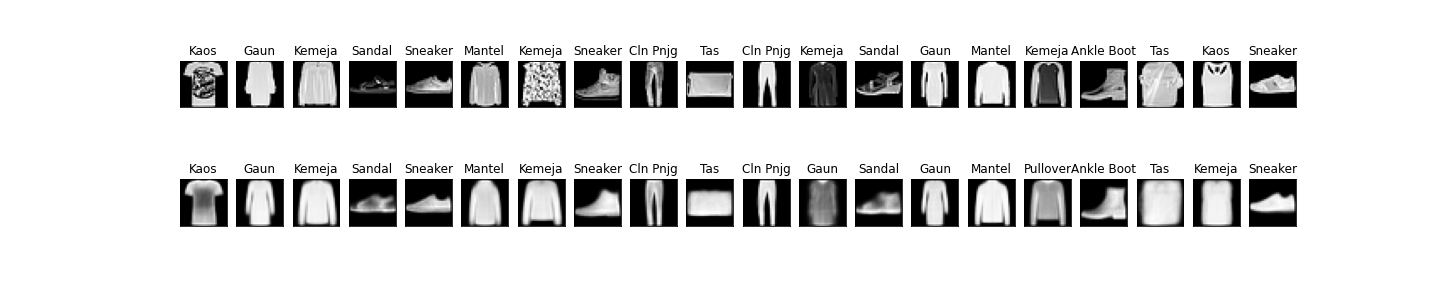 Kaos Gaun Kemeja Sandal Sneaker Mantel Kemeja Sneaker Cln Pnjg Tas Cln Pnjg Kemeja Sandal Gaun Mantel Kemeja Ankle Boot Tas Kaos Sneaker
Kaos Gaun Kemeja Sandal Sneaker Mantel Kemeja Sneaker Cln Pnjg Tas Cln Pnjg Gaun Sandal Gaun Mantel Pullover Ankle Boot Tas Kemeja Sneaker